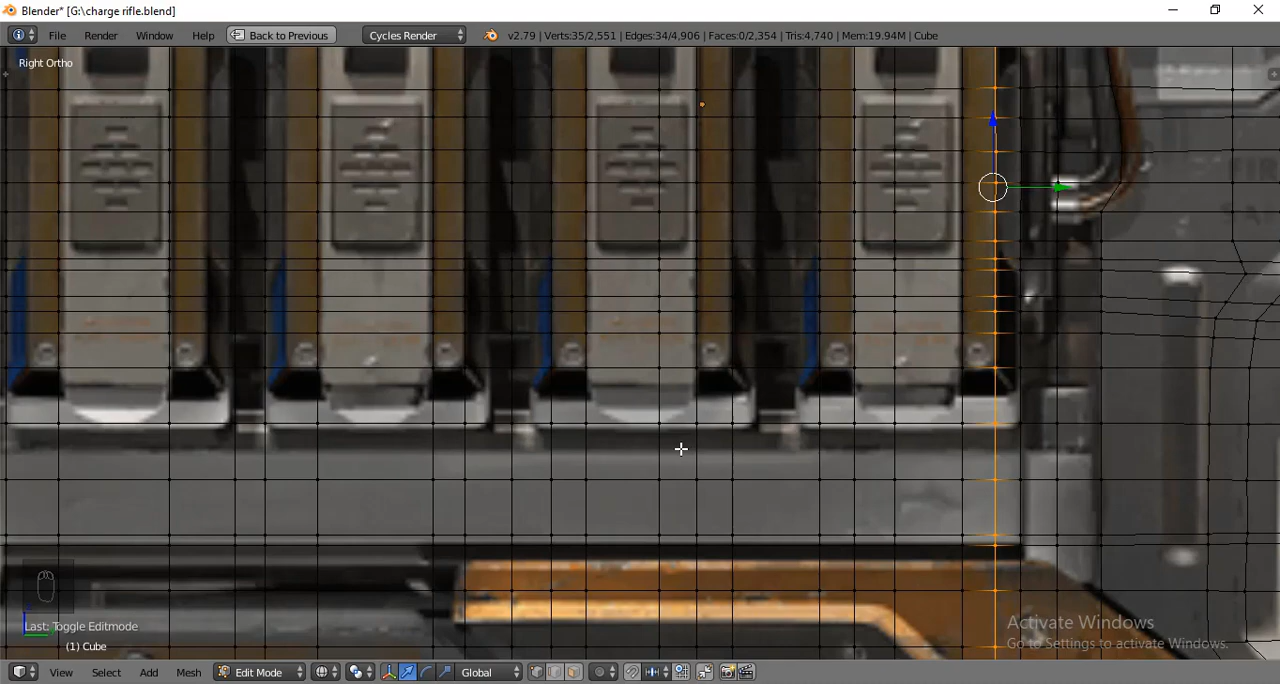 Blender* [G:\charge rifle.blend]
File Render Window Help Back to Previous Cycles Render v2.79 | Verts:35/2,551 | Edges:34/4,906 | Faces:0/2,354 | Tris:4,740 | Mem:19.94M | Cube
Right Ortho
Last: Toggle Editmode
(1) Cube
Activate Windows
Go to Settings to activate Windows.
View Select Add Mesh Edit Mode Global